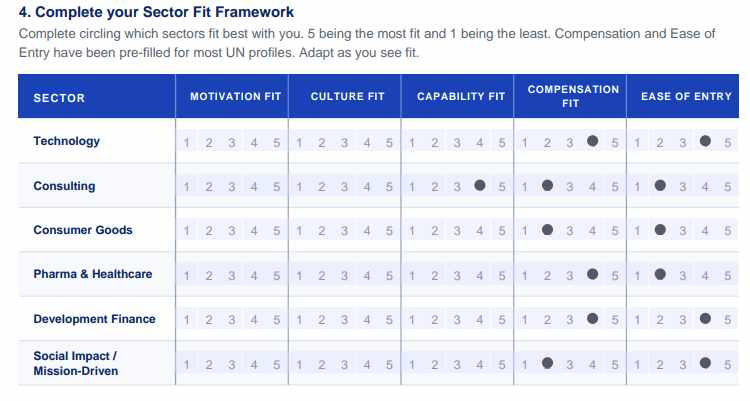 4. Complete your Sector Fit Framework
Complete circling which sectors fit best with you. 5 being the most fit and 1 being the least. Compensation and Ease of
Entry have been pre-filled for most UN profiles. Adapt as you see fit.
SECTOR MOTIVATION FIT CULTURE FIT CAPABILITY FIT COMPENSATION FIT EASE OF ENTRY
Technology 1 2 3 4 5 1 2 3 4 5 1 2 3 4 5 1 2 3 ● 5 1 2 3 ● 5
Consulting 1 2 3 4 5 1 2 3 4 5 1 2 3 ● 5 1 ● 3 4 5 1 ● 3 4 5
Consumer Goods 1 2 3 4 5 1 2 3 4 5 1 2 3 4 5 1 ● 3 4 5 1 ● 3 4 5
Pharma & Healthcare 1 2 3 4 5 1 2 3 4 5 1 2 3 4 5 1 2 3 ● 5 1 ● 3 4 5
Development Finance 1 2 3 4 5 1 2 3 4 5 1 2 3 4 5 1 2 3 ● 5 1 2 3 ● 5
Social Impact /
Mission-Driven 1 2 3 4 5 1 2 3 4 5 1 2 3 4 5 1 ● 3 4 5 1 2 3 ● 5